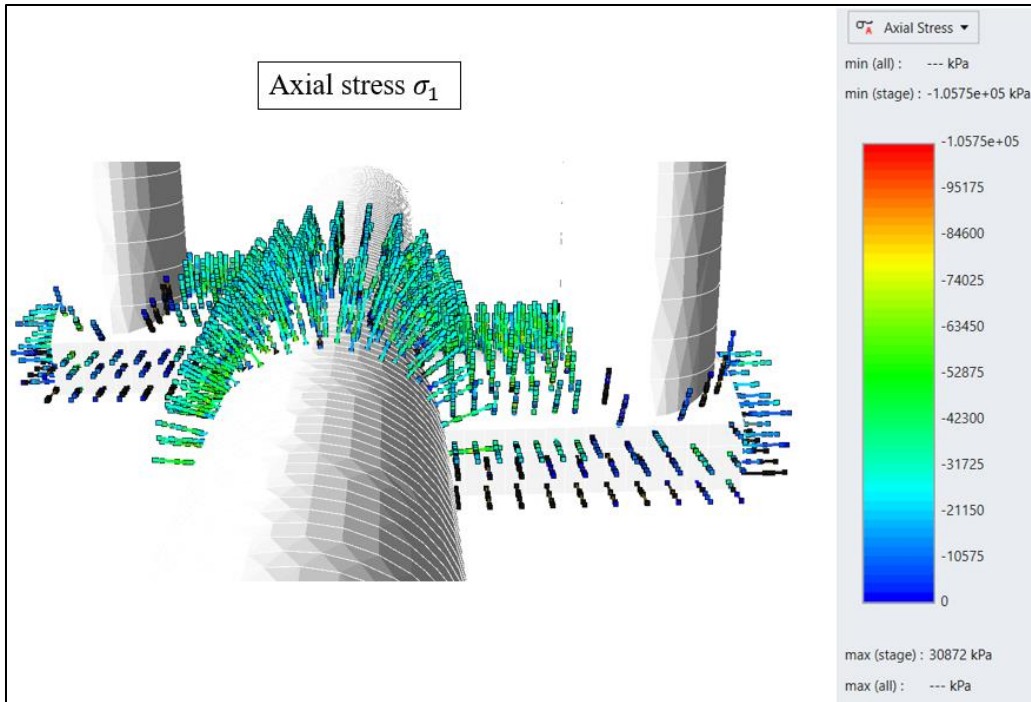 Axial stress σ₁
σA Axial Stress
min (all) : --- kPa
min (stage) : -1.0575e+05 kPa
-1.0575e+05
-95175
-84600
-74025
-63450
-52875
-42300
-31725
-21150
-10575
0
max (stage) : 30872 kPa
max (all) : --- kPa